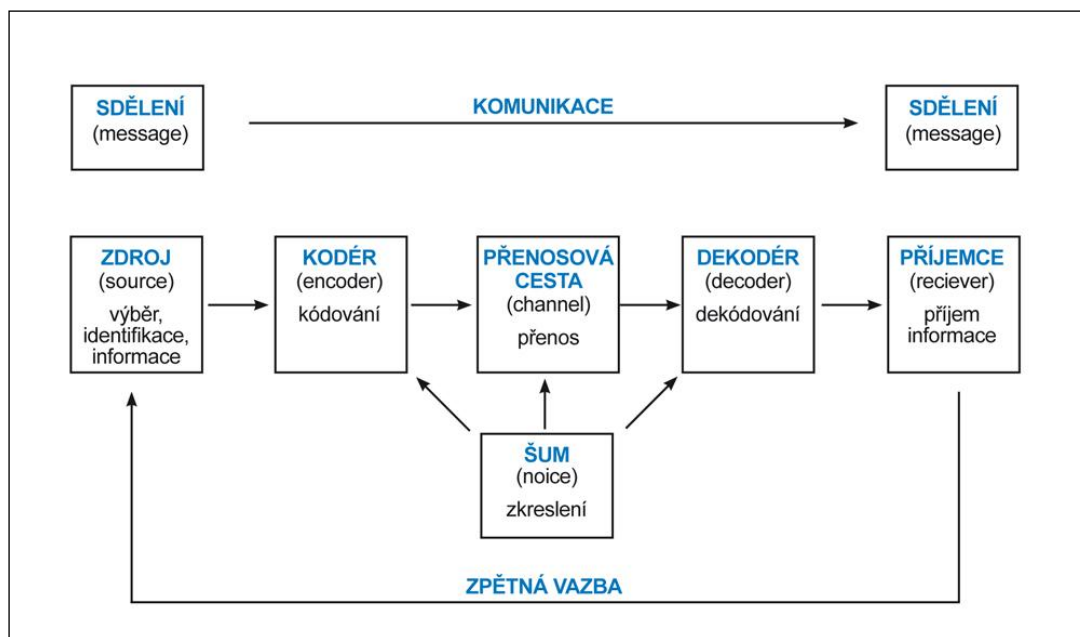 SDĚLENÍ
(message)
KOMUNIKACE
SDĚLENÍ
(message)
ZDROJ
(source)
výběr,
identifikace,
informace
KODÉR
(encoder)
kódování
PŘENOSOVÁ
CESTA
(channel)
přenos
DEKODÉR
(decoder)
dekódování
PŘÍJEMCE
(reciever)
příjem
informace
ŠUM
(noice)
zkreslení
ZPĚTNÁ VAZBA